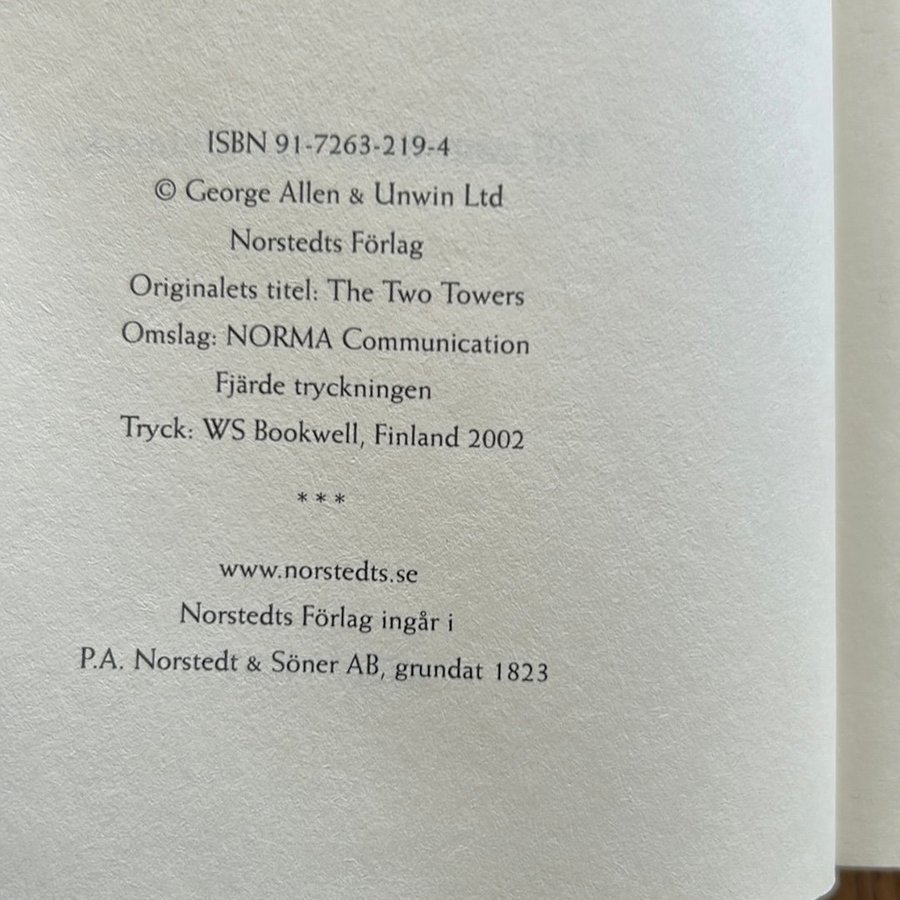 ISBN 91-7263-219-4
© George Allen & Unwin Ltd
Norstedts Förlag
Originalets titel: The Two Towers
Omslag: NORMA Communication
Fjärde tryckningen
Tryck: WS Bookwell, Finland 2002
* * *
www.norstedts.se
Norstedts Förlag ingår i
P.A. Norstedt & Söner AB, grundat 1823